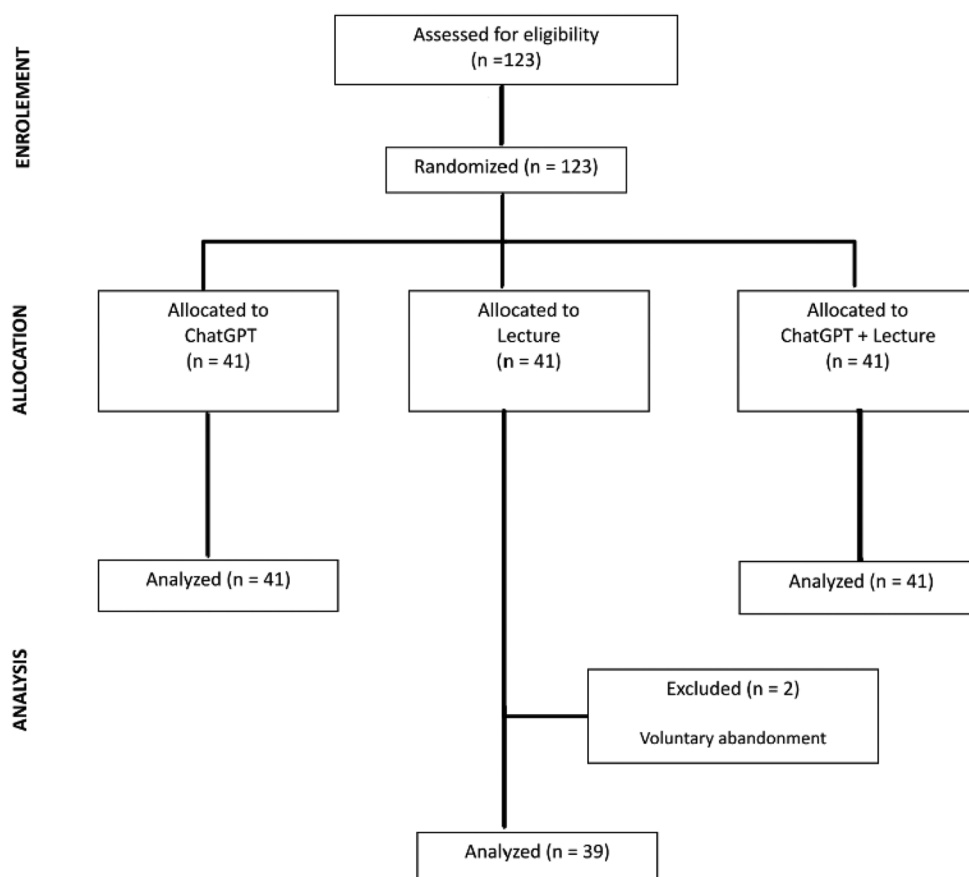 ENROLEMENT
Assessed for eligibility
(n =123)
Randomized (n = 123)
ALLOCATION
Allocated to
ChatGPT
(n = 41)
Allocated to
Lecture
(n = 41)
Allocated to
ChatGPT + Lecture
(n = 41)
Analyzed (n = 41)
Analyzed (n = 41)
ANALYSIS
Excluded (n = 2)
Voluntary abandonment
Analyzed (n = 39)